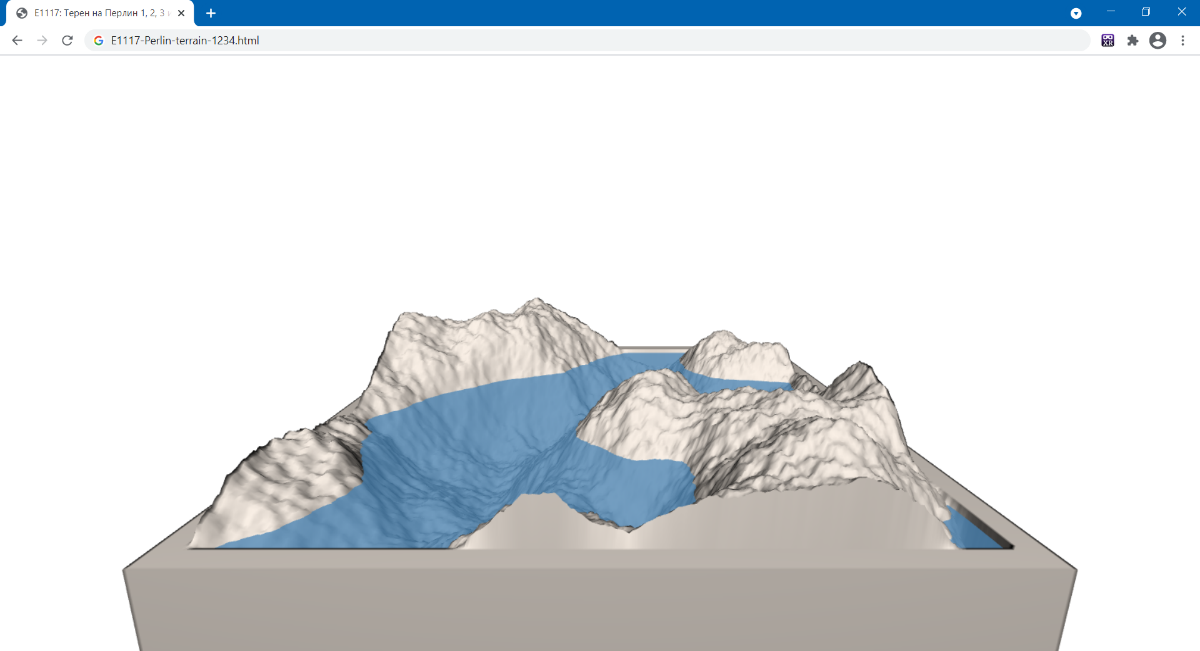 E1117: Терен на Перлин 1, 2, 3
E1117-Perlin-terrain-1234.html